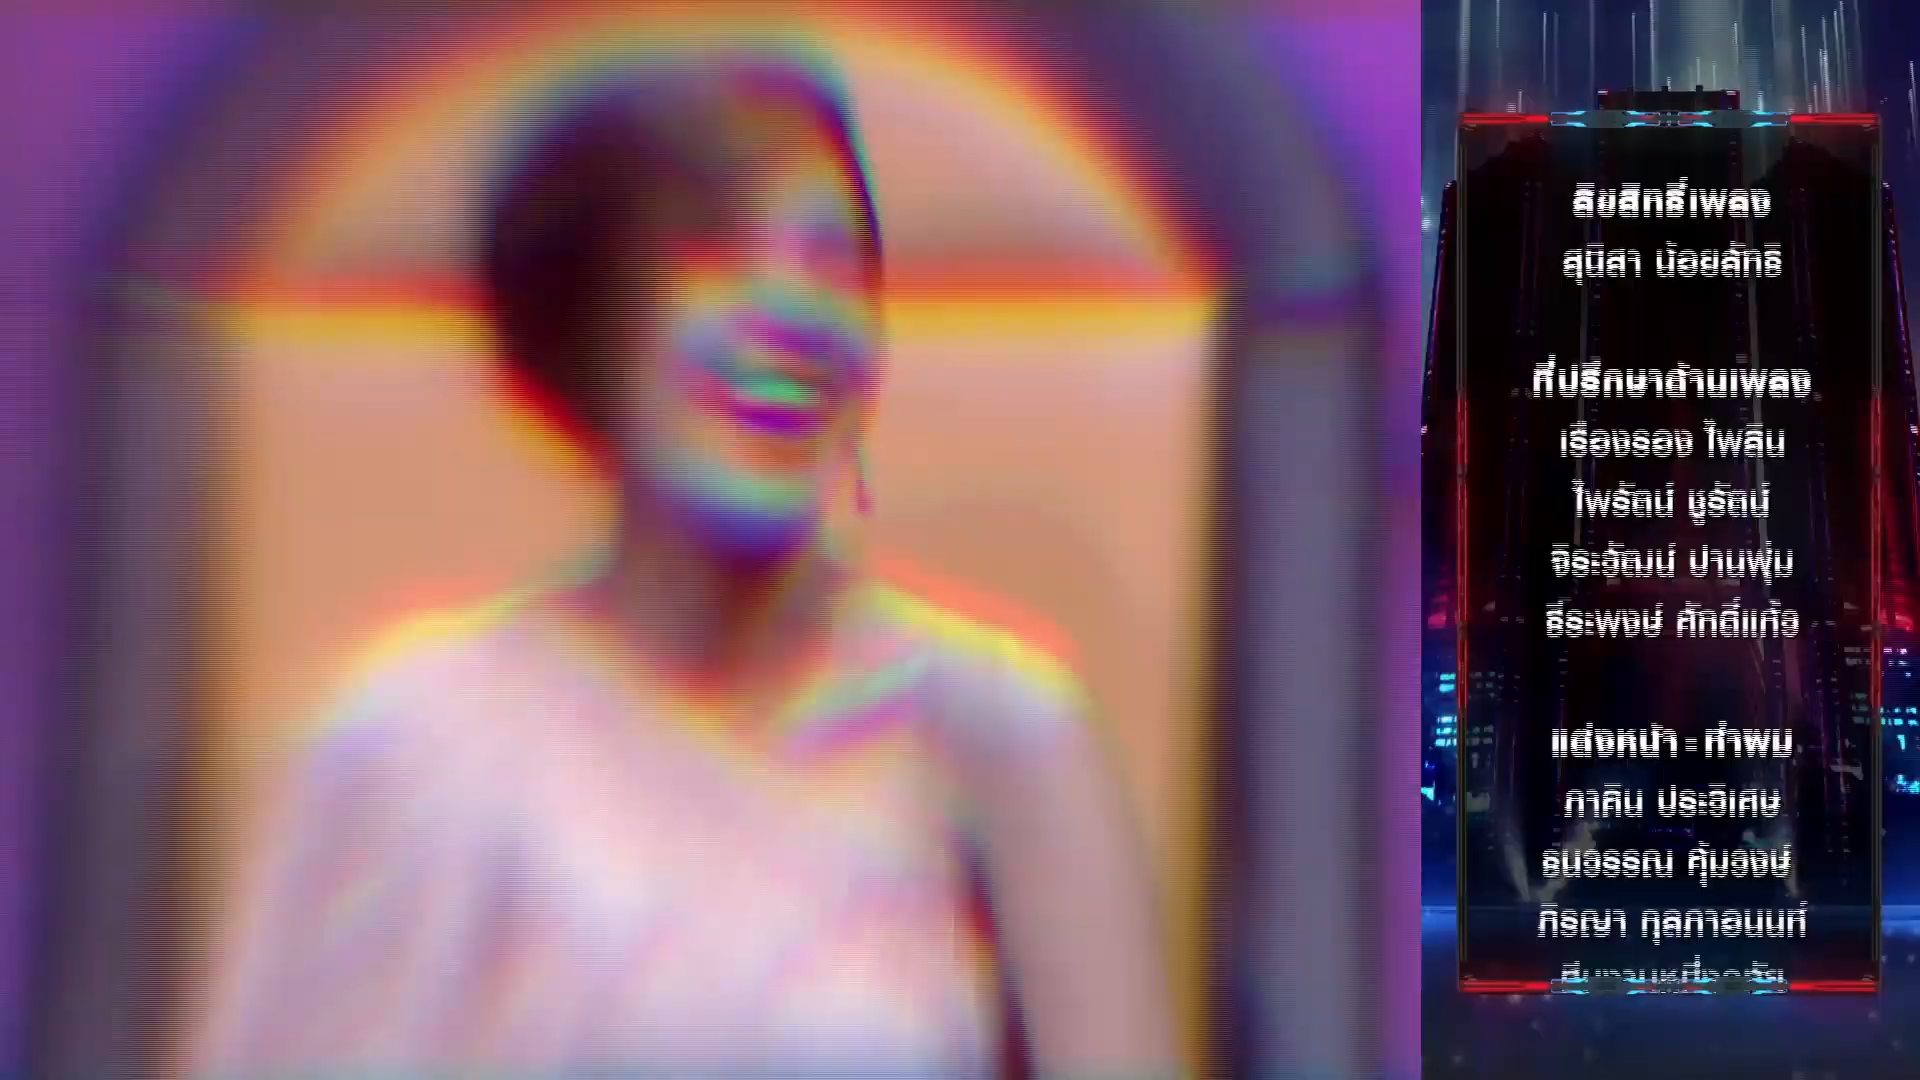 ลิขสิทธิ์เพลง
สุนิสา น้อยลัทธิ
ที่ปรึกษาด้านเพลง
เรืองรอง ไพลิน
ไพรัตน์ ชูรัตน์
จิระวัฒน์ ปานพุ่ม
ธีระพงษ์ ศักดิ์แก้ว
แต่งหน้า - ทำผม
ภาคิน ประวิเศษ
ธนวรรณ คุ้มวงษ์
ภิรญา กุลภาอนนท์